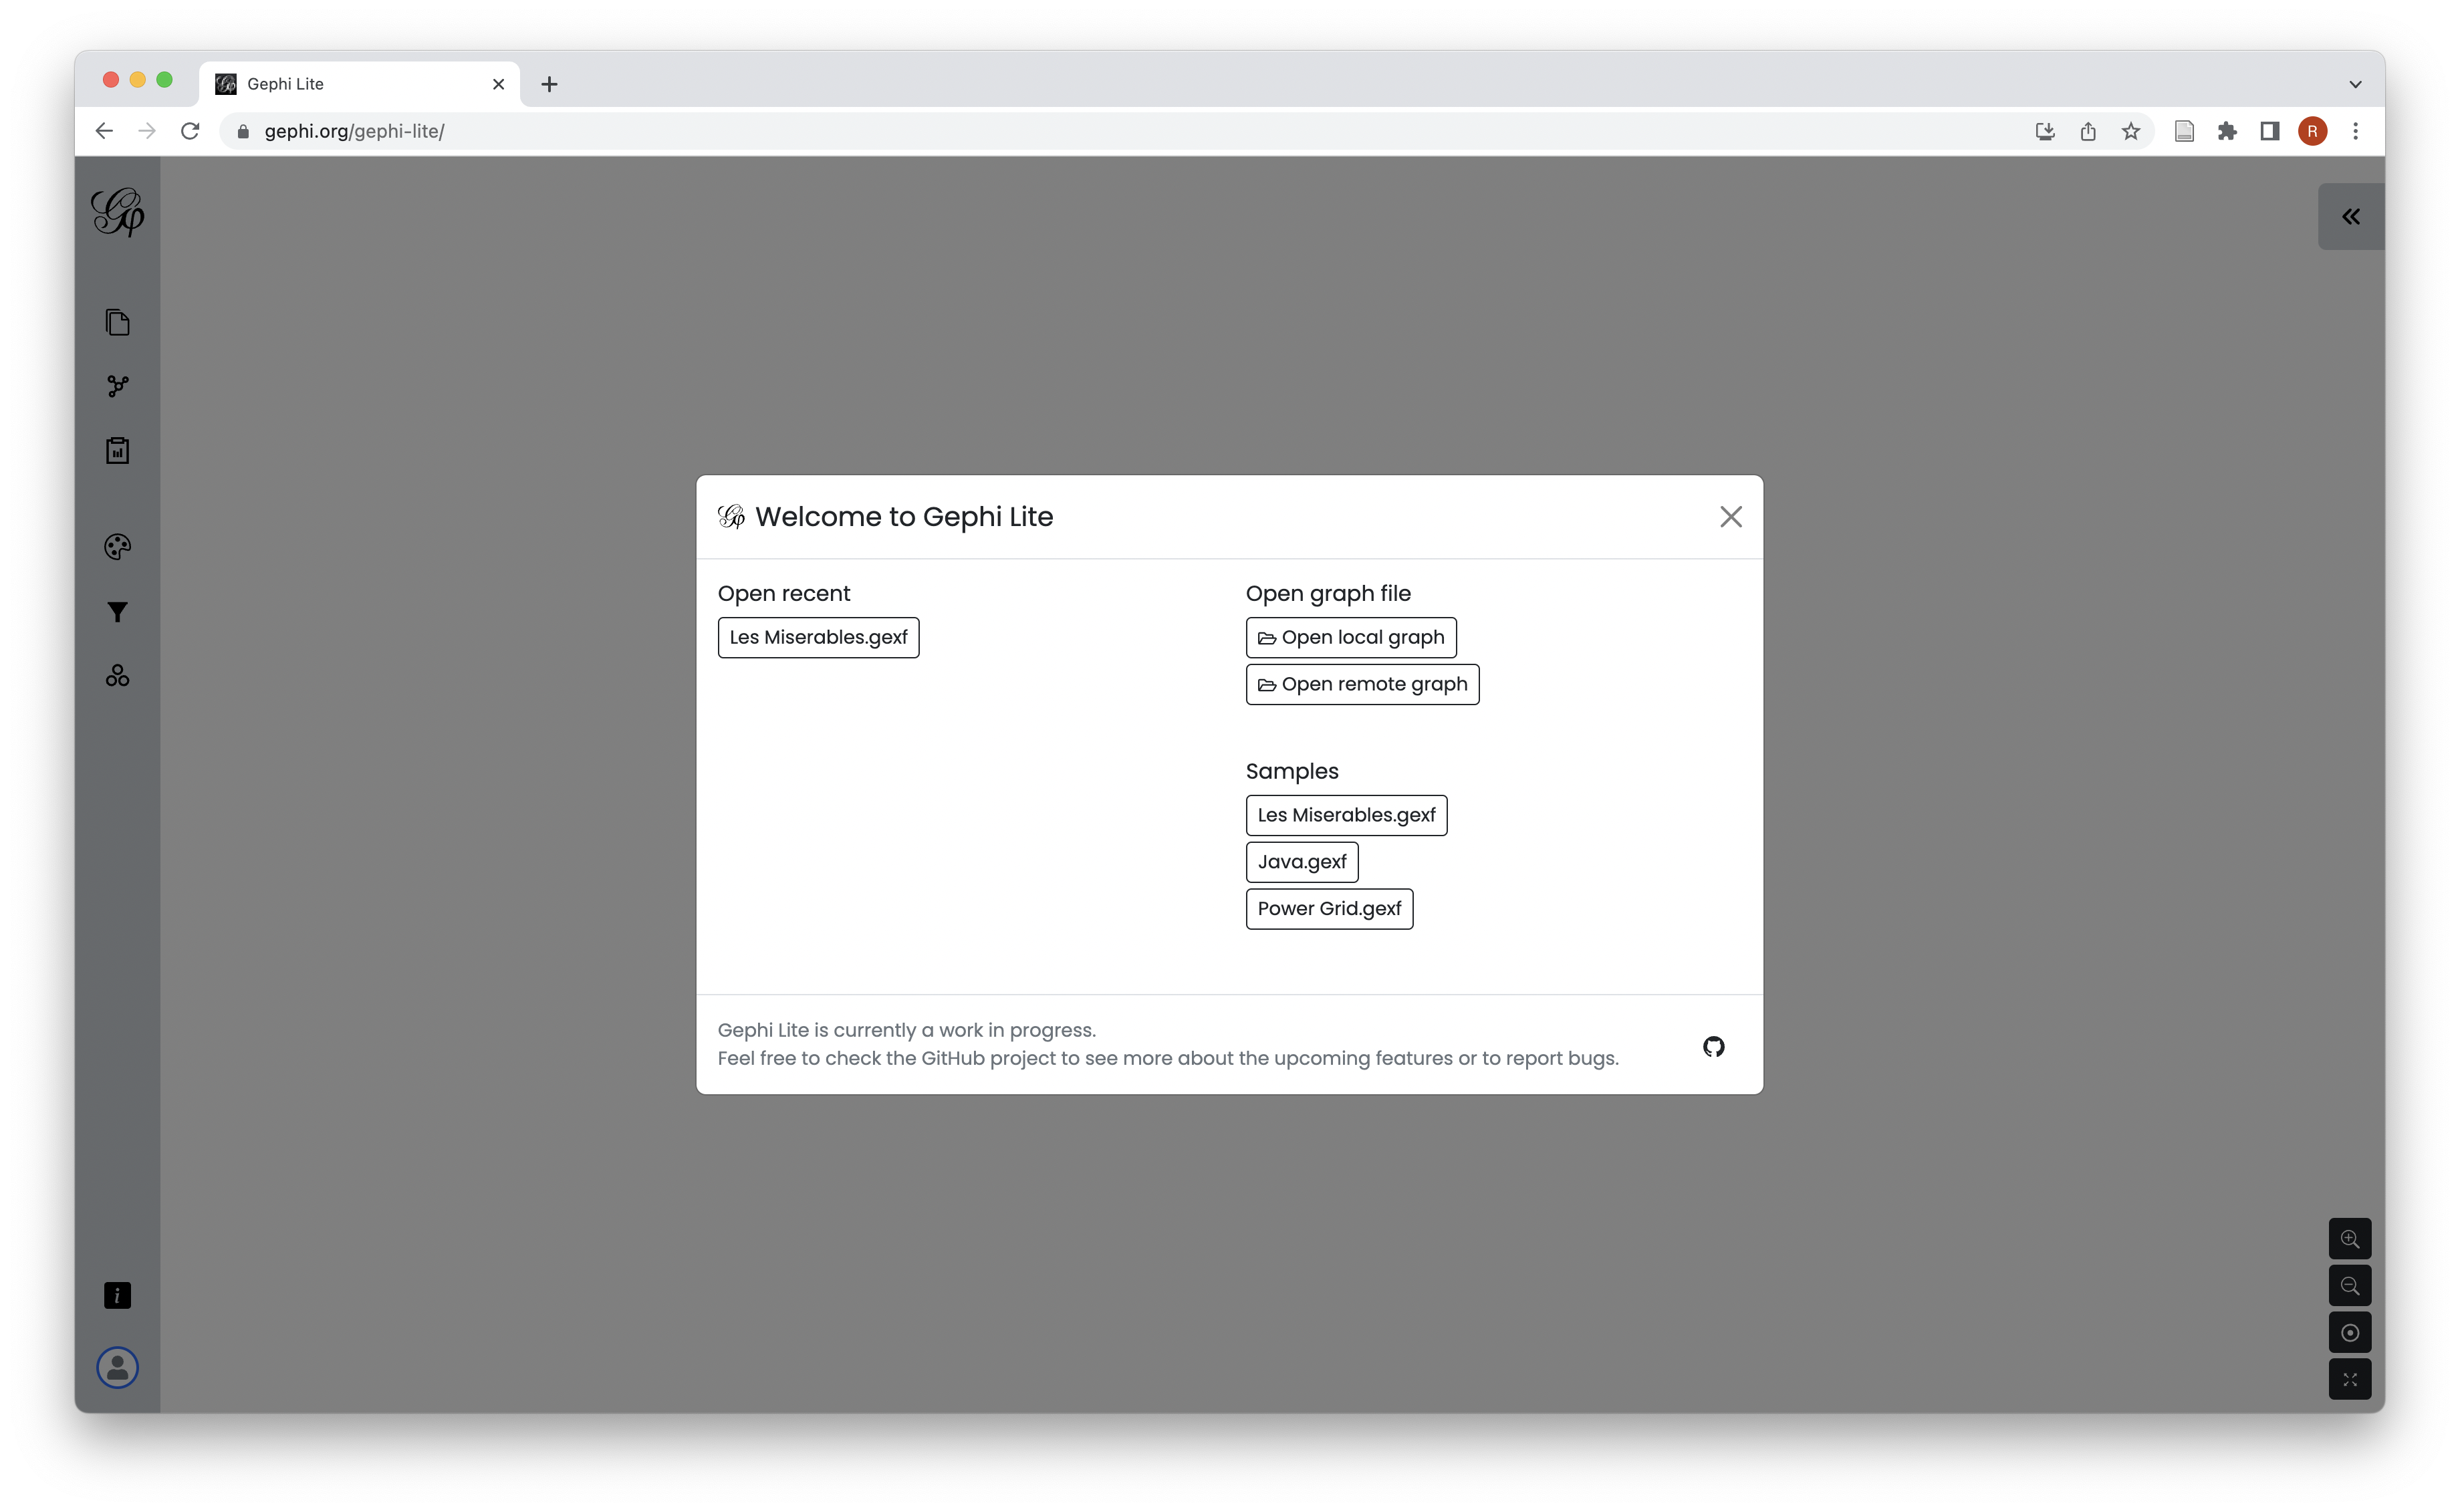 Gephi Lite
gephi.org/gephi-lite/
R
Welcome to Gephi Lite
Open recent
Les Miserables.gexf
Open graph file
Open local graph
Open remote graph
Samples
Les Miserables.gexf
Java.gexf
Power Grid.gexf
Gephi Lite is currently a work in progress.
Feel free to check the GitHub project to see more about the upcoming features or to report bugs.